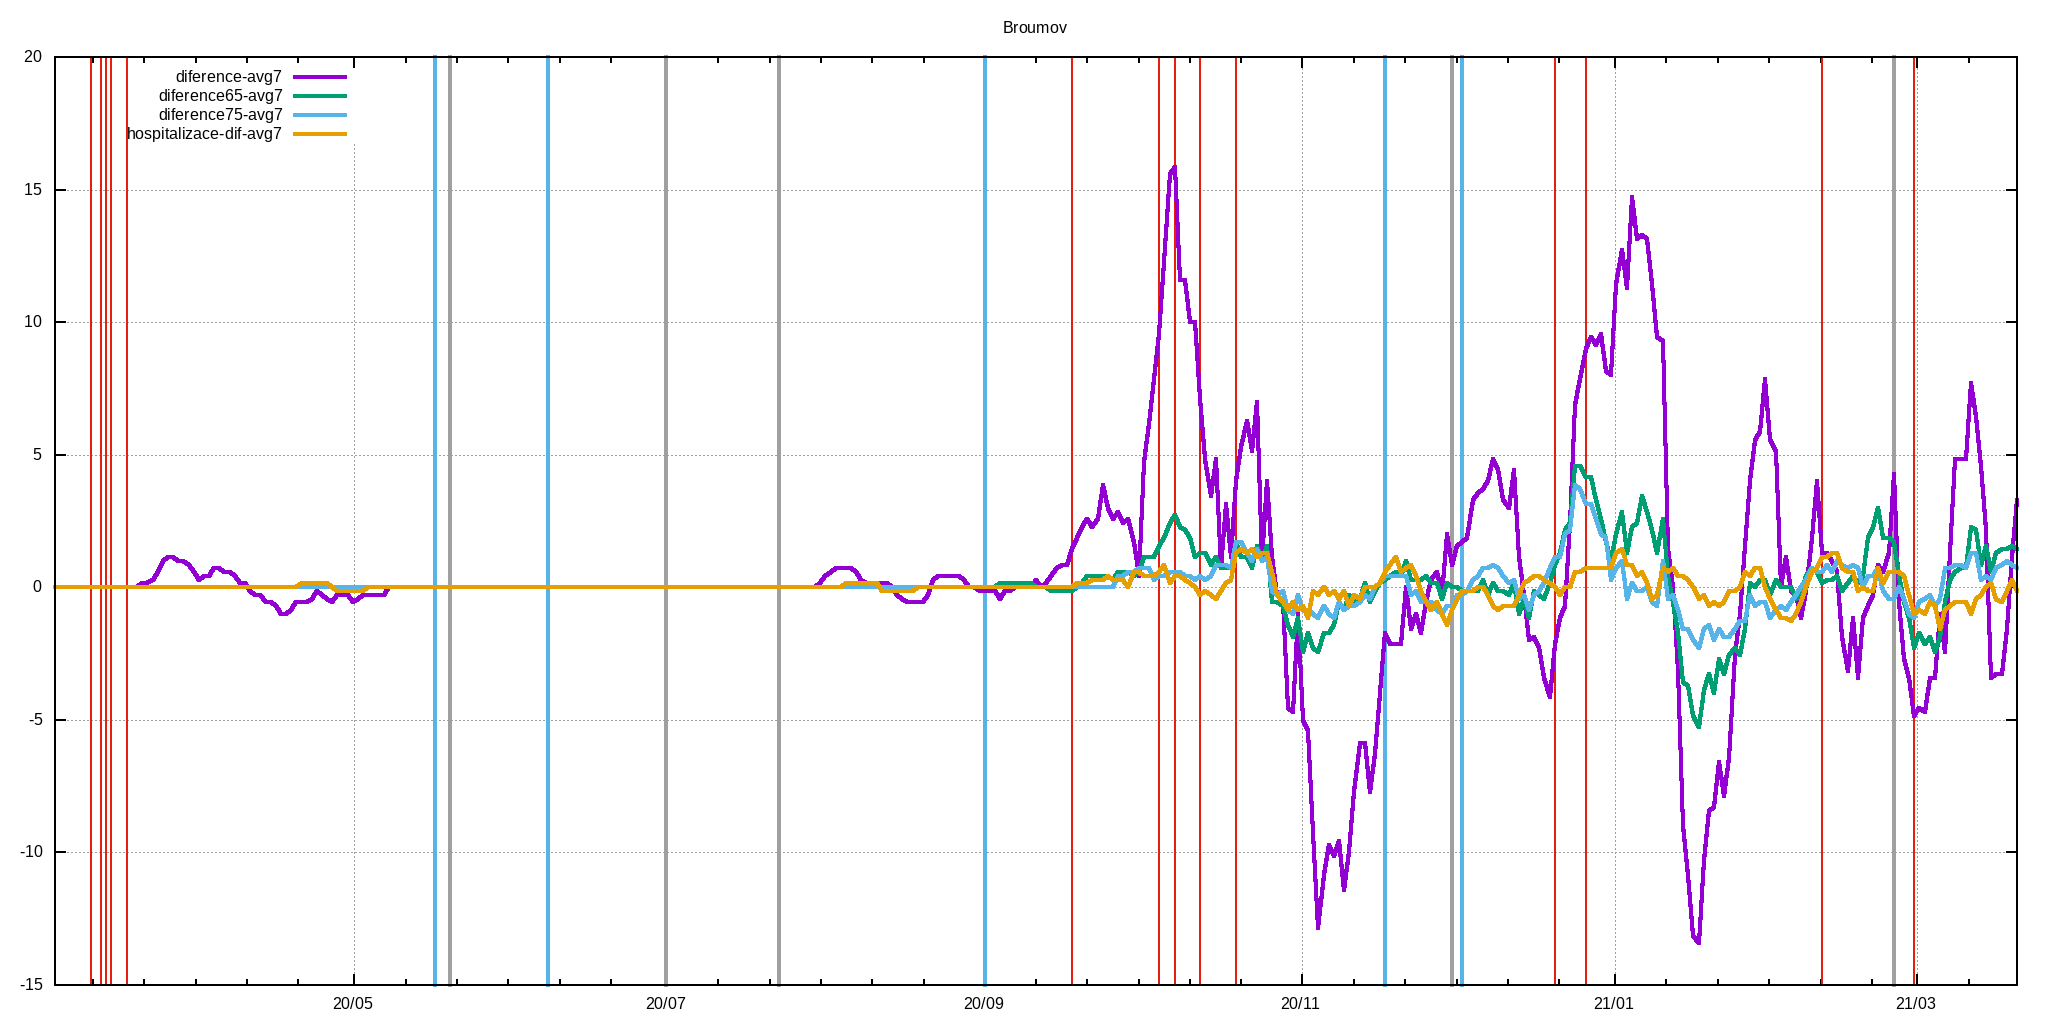 Broumov
20
diference-avg7
diference65-avg7
diference75-avg7
hospitalizace-dif-avg7
15
10
5
0
-5
-10
-15
20/05 20/07 20/09 20/11 21/01 21/03